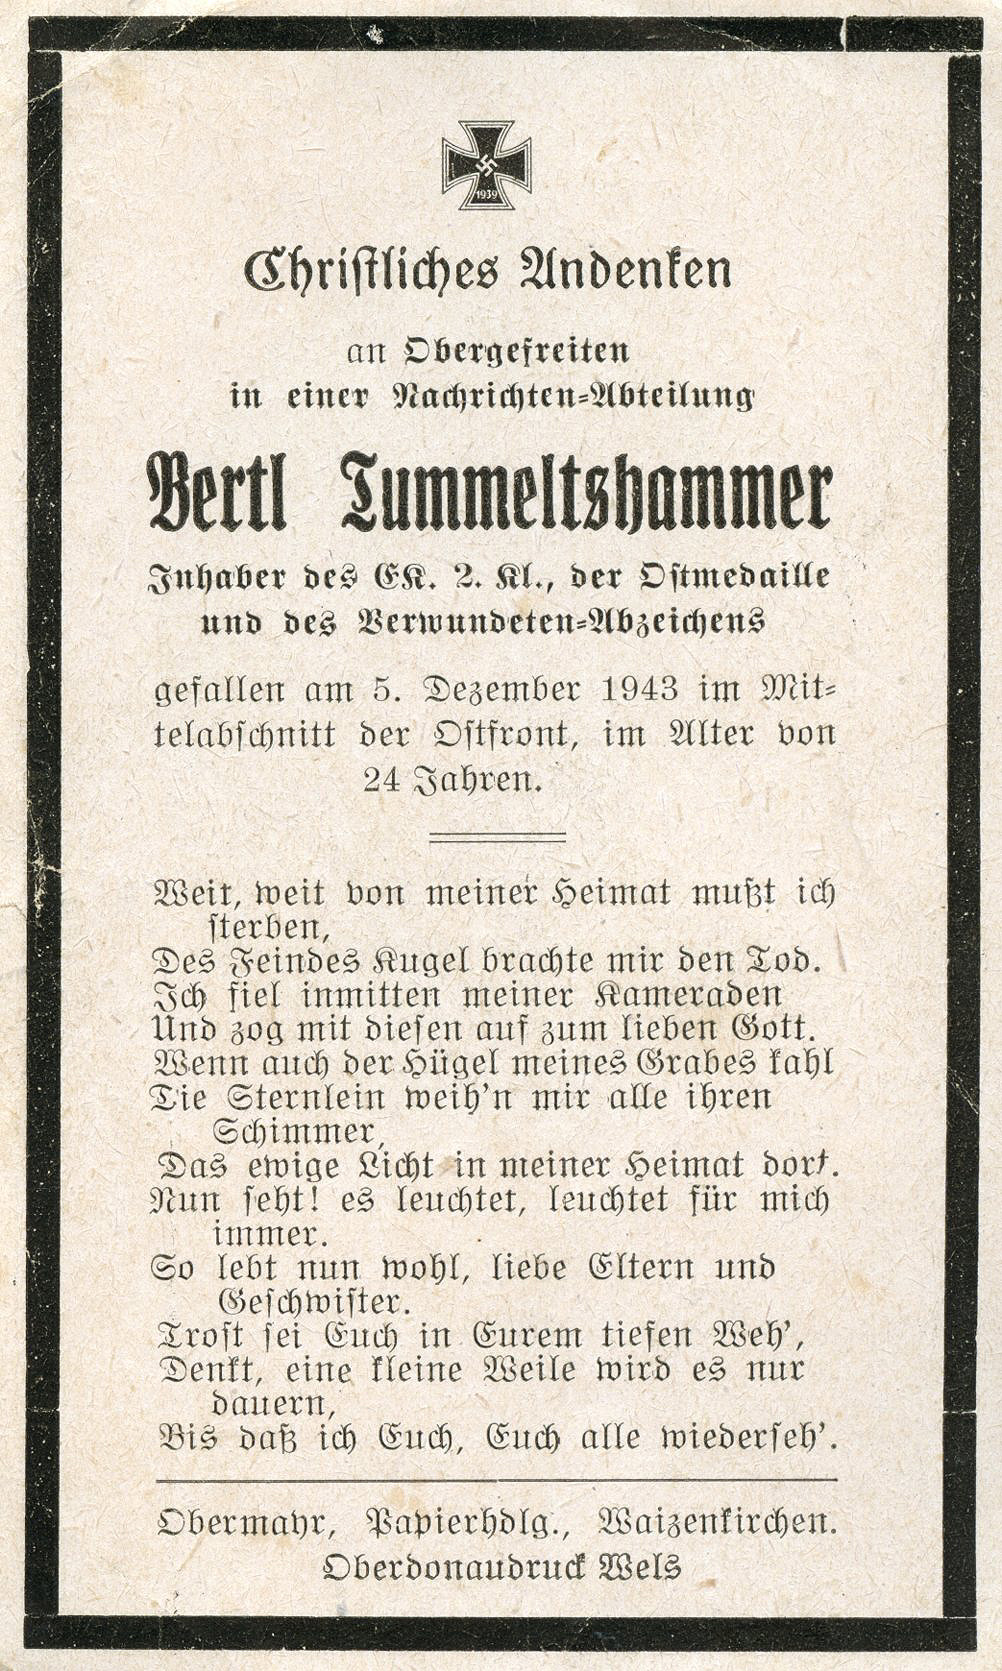 1939
Christliches Andenken
an Obergefreiten
in einer Nachrichten-Abteilung
Bertl Tummeltshammer
Inhaber des EK. 2. Kl., der Ostmedaille
und des Verwundeten-Abzeichens
gefallen am 5. Dezember 1943 im Mit-
telabschnitt der Ostfront, im Alter von
24 Jahren.
Weit, weit von meiner Heimat mußt ich
sterben,
Des Feindes Kugel brachte mir den Tod.
Ich fiel inmitten meiner Kameraden
Und zog mit diesen auf zum lieben Gott.
Wenn auch der Hügel meines Grabes kahl
Tie Sternlein weih'n mir alle ihren
Schimmer,
Das ewige Licht in meiner Heimat dort.
Nun seht! es leuchtet, leuchtet für mich
immer.
So lebt nun wohl, liebe Eltern und
Geschwister.
Trost sei Euch in Eurem tiefen Weh',
Denkt, eine kleine Weile wird es nur
dauern,
Bis daß ich Euch, Euch alle wiederseh'.
Obermayr, Papierhdlg., Waizenkirchen.
Oberdonaudruck Wels